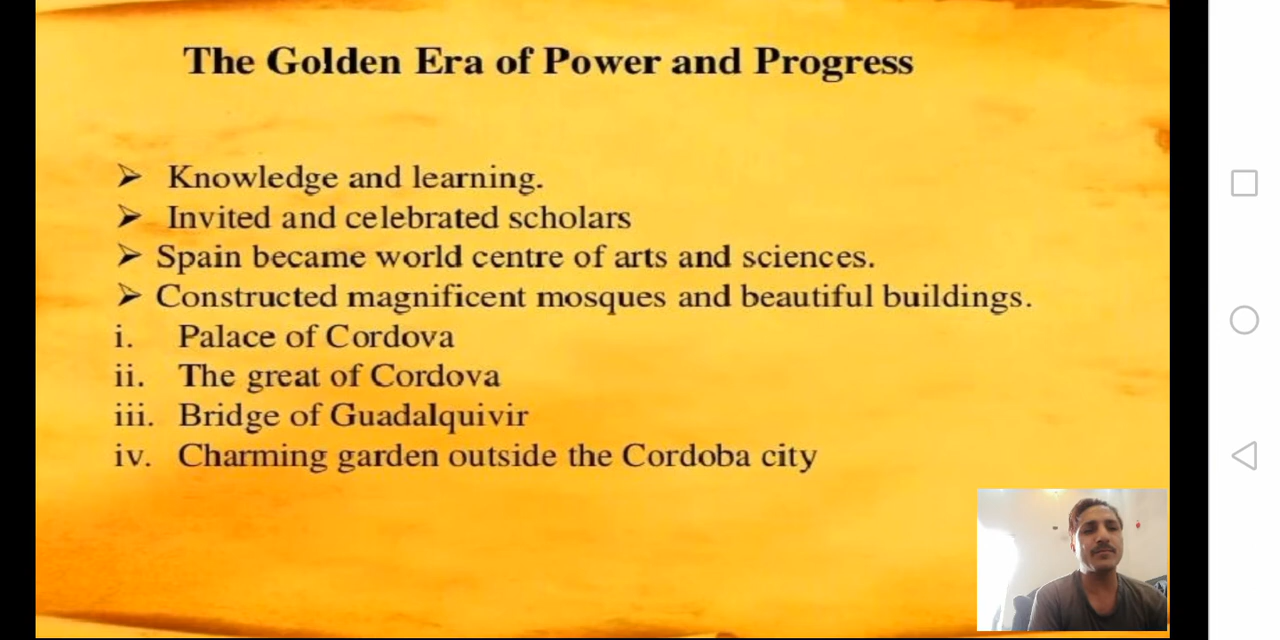 The Golden Era of Power and Progress
➢ Knowledge and learning.
➢ Invited and celebrated scholars
➢ Spain became world centre of arts and sciences.
➢ Constructed magnificent mosques and beautiful buildings.
i. Palace of Cordova
ii. The great of Cordova
iii. Bridge of Guadalquivir
iv. Charming garden outside the Cordoba city